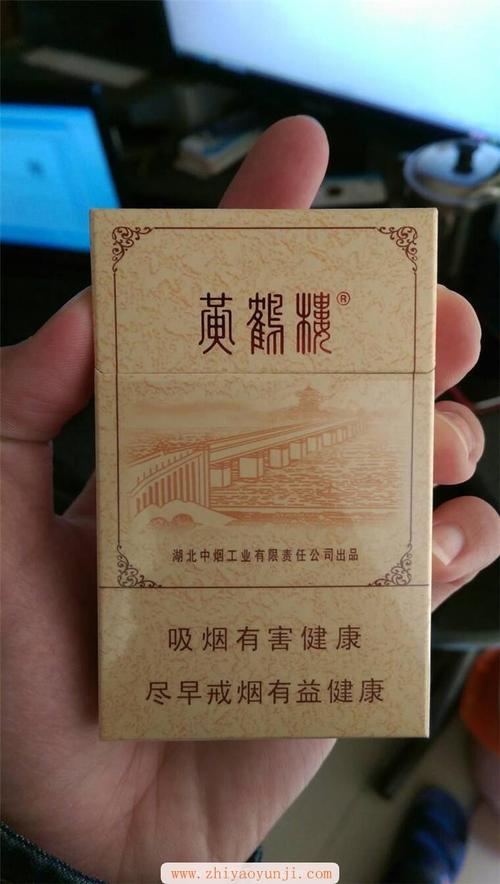 黄鹤楼®
湖北中烟工业有限责任公司出品
吸烟有害健康
尽早戒烟有益健康
www.zhiyaoyunji.com